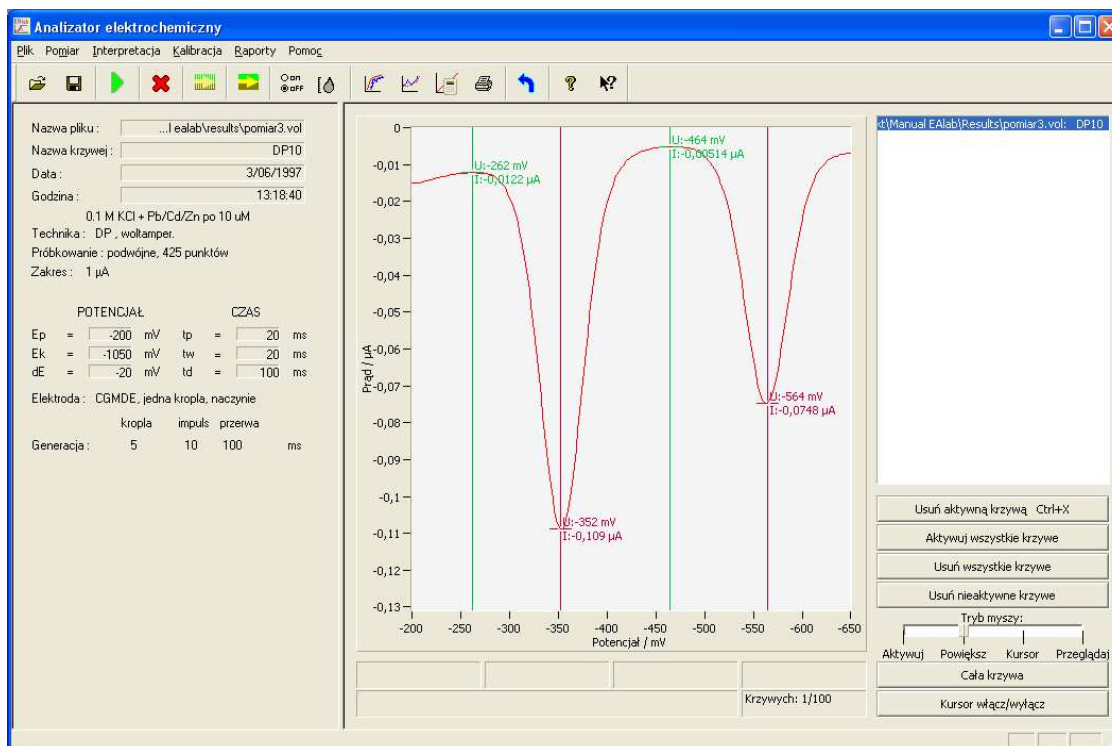 Analizator elektrochemiczny
Plik Pomiar Interpretacja Kalibracja Raporty Pomoc
on
off
Nazwa pliku : ...l ealab\results\pomiar3.vol
Nazwa krzywej : DP10
Data : 3/06/1997
Godzina : 13:18:40
0.1 M KCl + Pb/Cd/Zn po 10 uM
Technika : DP , woltamper.
Próbkowanie : podwójne, 425 punktów
Zakres : 1 µA
POTENCJAŁ CZAS
Ep = -200 mV tp = 20 ms
Ek = -1050 mV tw = 20 ms
dE = -20 mV td = 100 ms
Elektroda : CGMDE, jedna kropla, naczynie
kropla impuls przerwa
Generacja : 5 10 100 ms
Prąd / µA
0
-0,01
-0,02
-0,03
-0,04
-0,05
-0,06
-0,07
-0,08
-0,09
-0,1
-0,11
-0,12
-0,13
U:-262 mV
I:-0,0122 µA
U:-464 mV
I:-0,00514 µA
U:-352 mV
I:-0,109 µA
U:-564 mV
I:-0,0748 µA
-200 -250 -300 -350 -400 -450 -500 -550 -600 -650
Potencjał / mV
Krzywych: 1/100
kt\Manual EAlab\Results\pomiar3.vol: DP10
Usuń aktywną krzywą Ctrl+X
Aktywuj wszystkie krzywe
Usuń wszystkie krzywe
Usuń nieaktywne krzywe
Tryb myszy:
Aktywuj Powiększ Kursor Przeglądaj
Cała krzywa
Kursor włącz/wyłącz